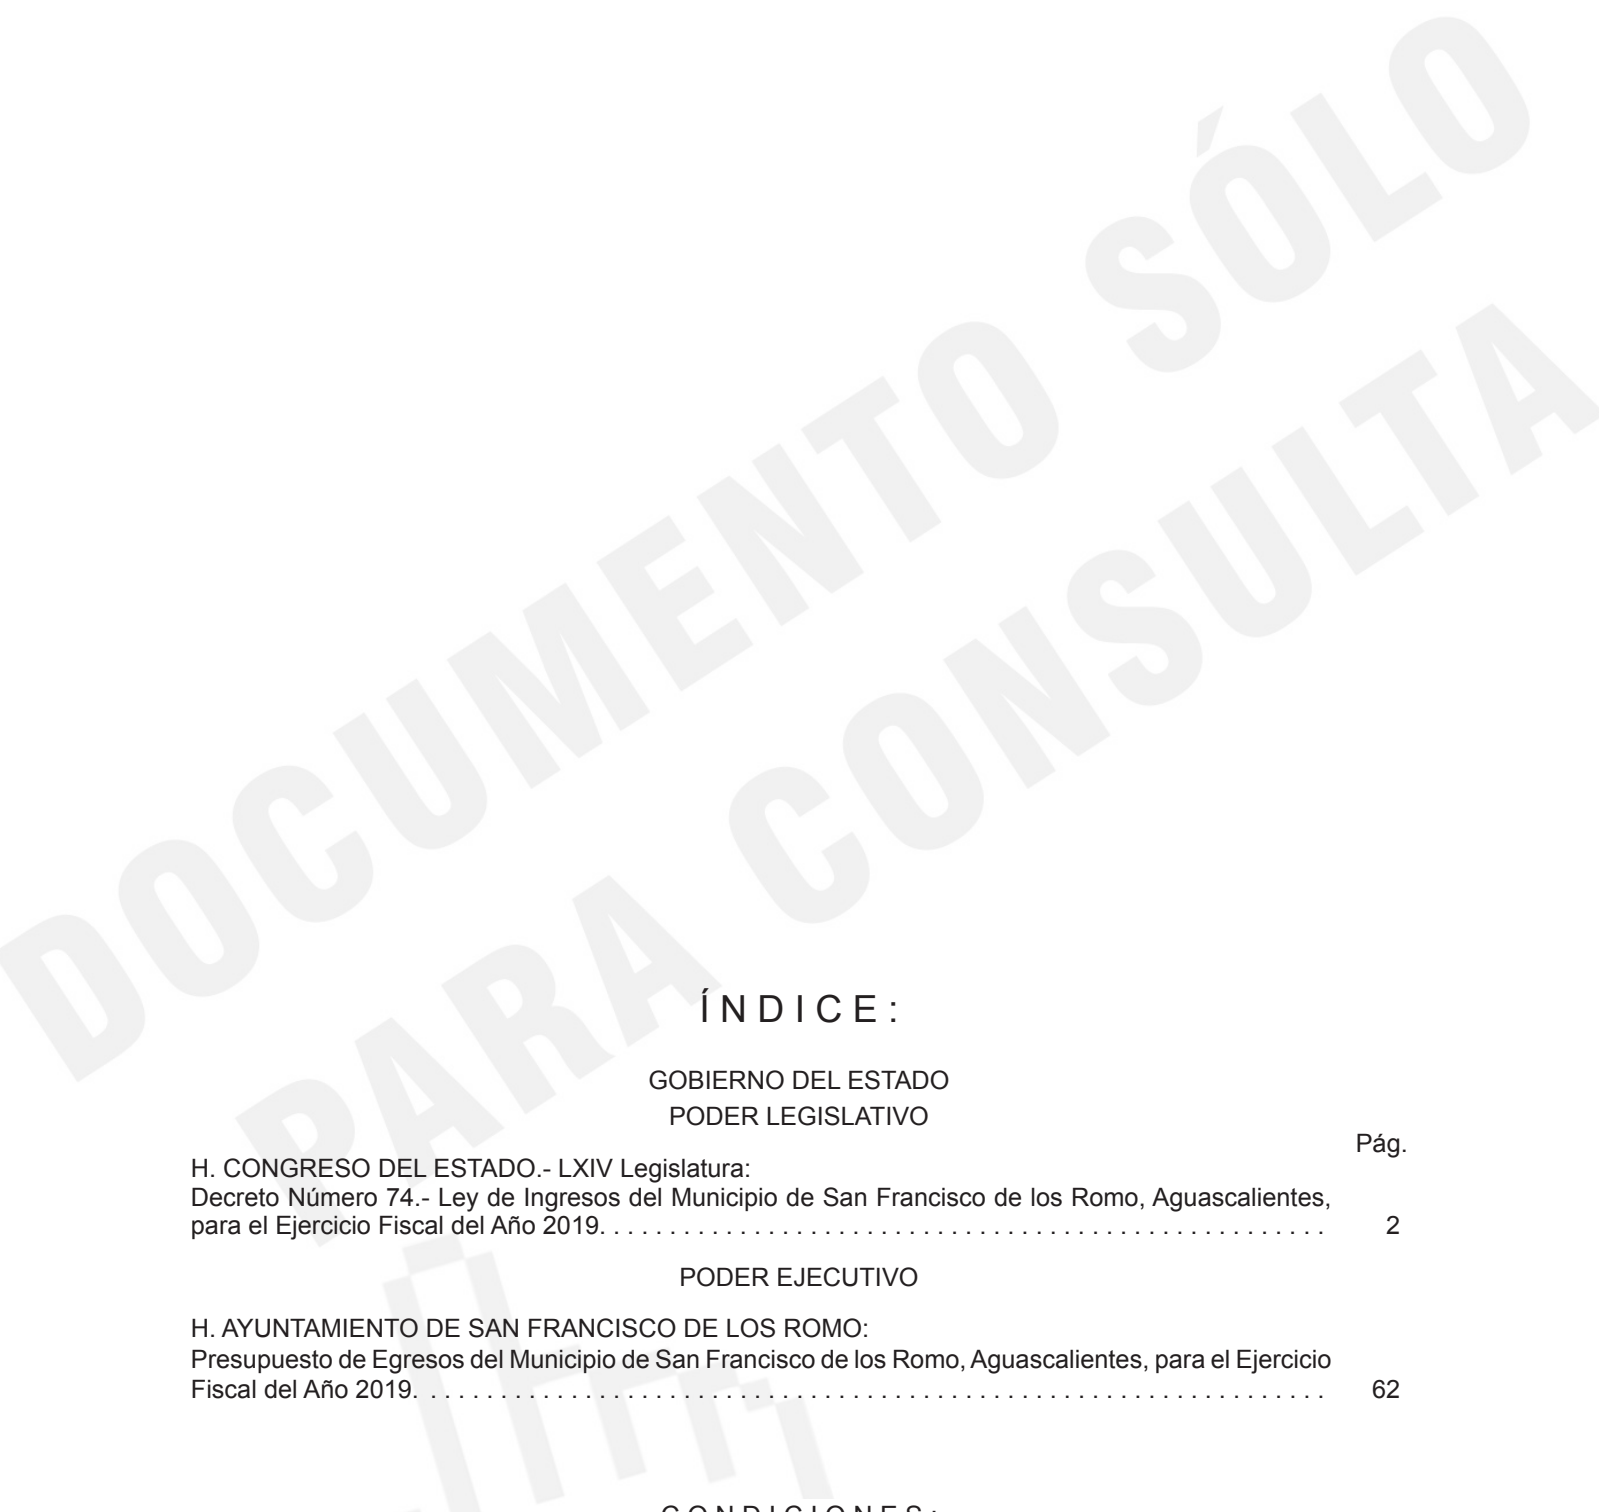 DOCUMENTO SÓLO
PARA CONSULTA
ÍNDICE:
GOBIERNO DEL ESTADO
PODER LEGISLATIVO
Pág.
H. CONGRESO DEL ESTADO.- LXIV Legislatura:
Decreto Número 74.- Ley de Ingresos del Municipio de San Francisco de los Romo, Aguascalientes,
para el Ejercicio Fiscal del Año 2019. . . . . . . . . . . . . . . . . . . . . . . . . . . . . . . . . . . . . . . . . . . . . . . . . . . . 2
PODER EJECUTIVO
H. AYUNTAMIENTO DE SAN FRANCISCO DE LOS ROMO:
Presupuesto de Egresos del Municipio de San Francisco de los Romo, Aguascalientes, para el Ejercicio
Fiscal del Año 2019. . . . . . . . . . . . . . . . . . . . . . . . . . . . . . . . . . . . . . . . . . . . . . . . . . . . . . . . . . . . . . . . . . 62
CONDICIONES: